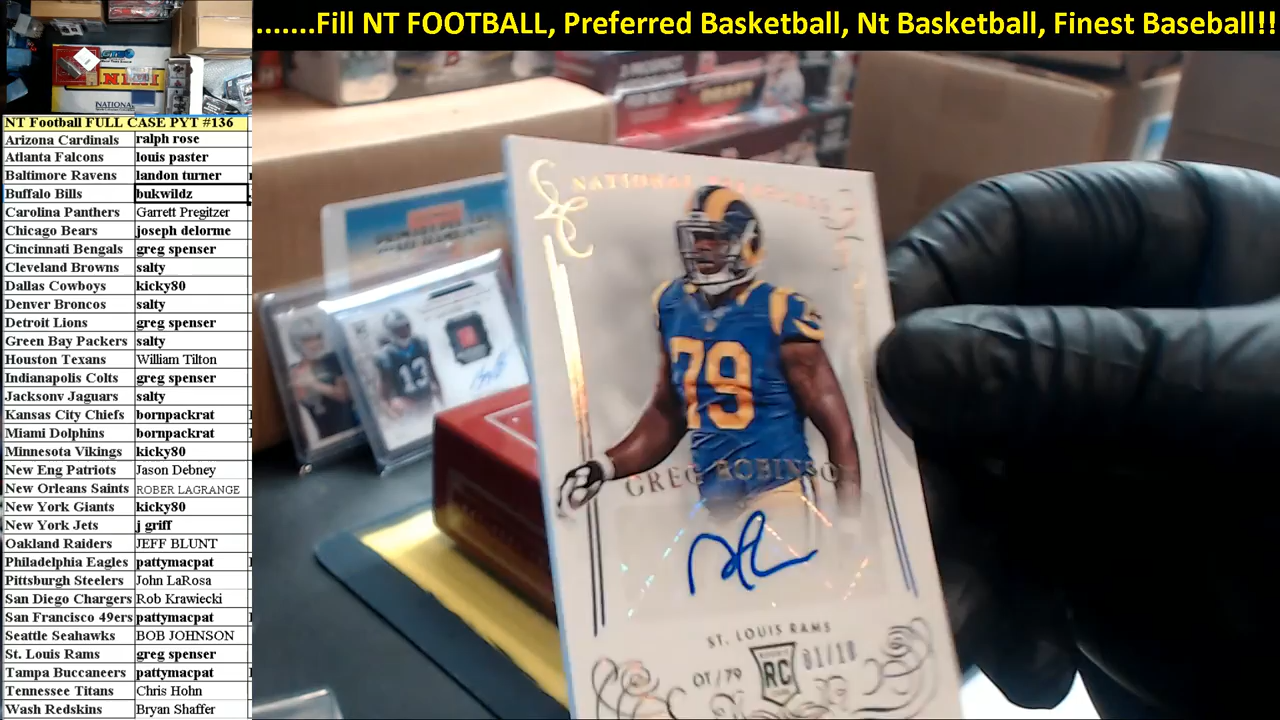 .......Fill NT FOOTBALL, Preferred Basketball, Nt Basketball, Finest Baseball!!
NT Football FULL CASE PYT #136
Arizona Cardinals ralph rose
Atlanta Falcons louis paster
Baltimore Ravens landon turner
Buffalo Bills bukwildz
Carolina Panthers Garrett Pregitzer
Chicago Bears joseph delorme
Cincinnati Bengals greg spenser
Cleveland Browns salty
Dallas Cowboys kicky80
Denver Broncos salty
Detroit Lions greg spenser
Green Bay Packers salty
Houston Texans William Tilton
Indianapolis Colts greg spenser
Jacksonv Jaguars salty
Kansas City Chiefs bornpackrat
Miami Dolphins bornpackrat
Minnesota Vikings kicky80
New Eng Patriots Jason Debney
New Orleans Saints ROBER LAGRANGE
New York Giants kicky80
New York Jets j griff
Oakland Raiders JEFF BLUNT
Philadelphia Eagles pattymacpat
Pittsburgh Steelers John LaRosa
San Diego Chargers Rob Krawiecki
San Francisco 49ers pattymacpat
Seattle Seahawks BOB JOHNSON
St. Louis Rams greg spenser
Tampa Buccaneers pattymacpat
Tennessee Titans Chris Hohn
Wash Redskins Bryan Shaffer
PANINI
NATIONAL
79
GREG ROBINSON
ST. LOUIS RAMS
OT/79
RC
01/10
13